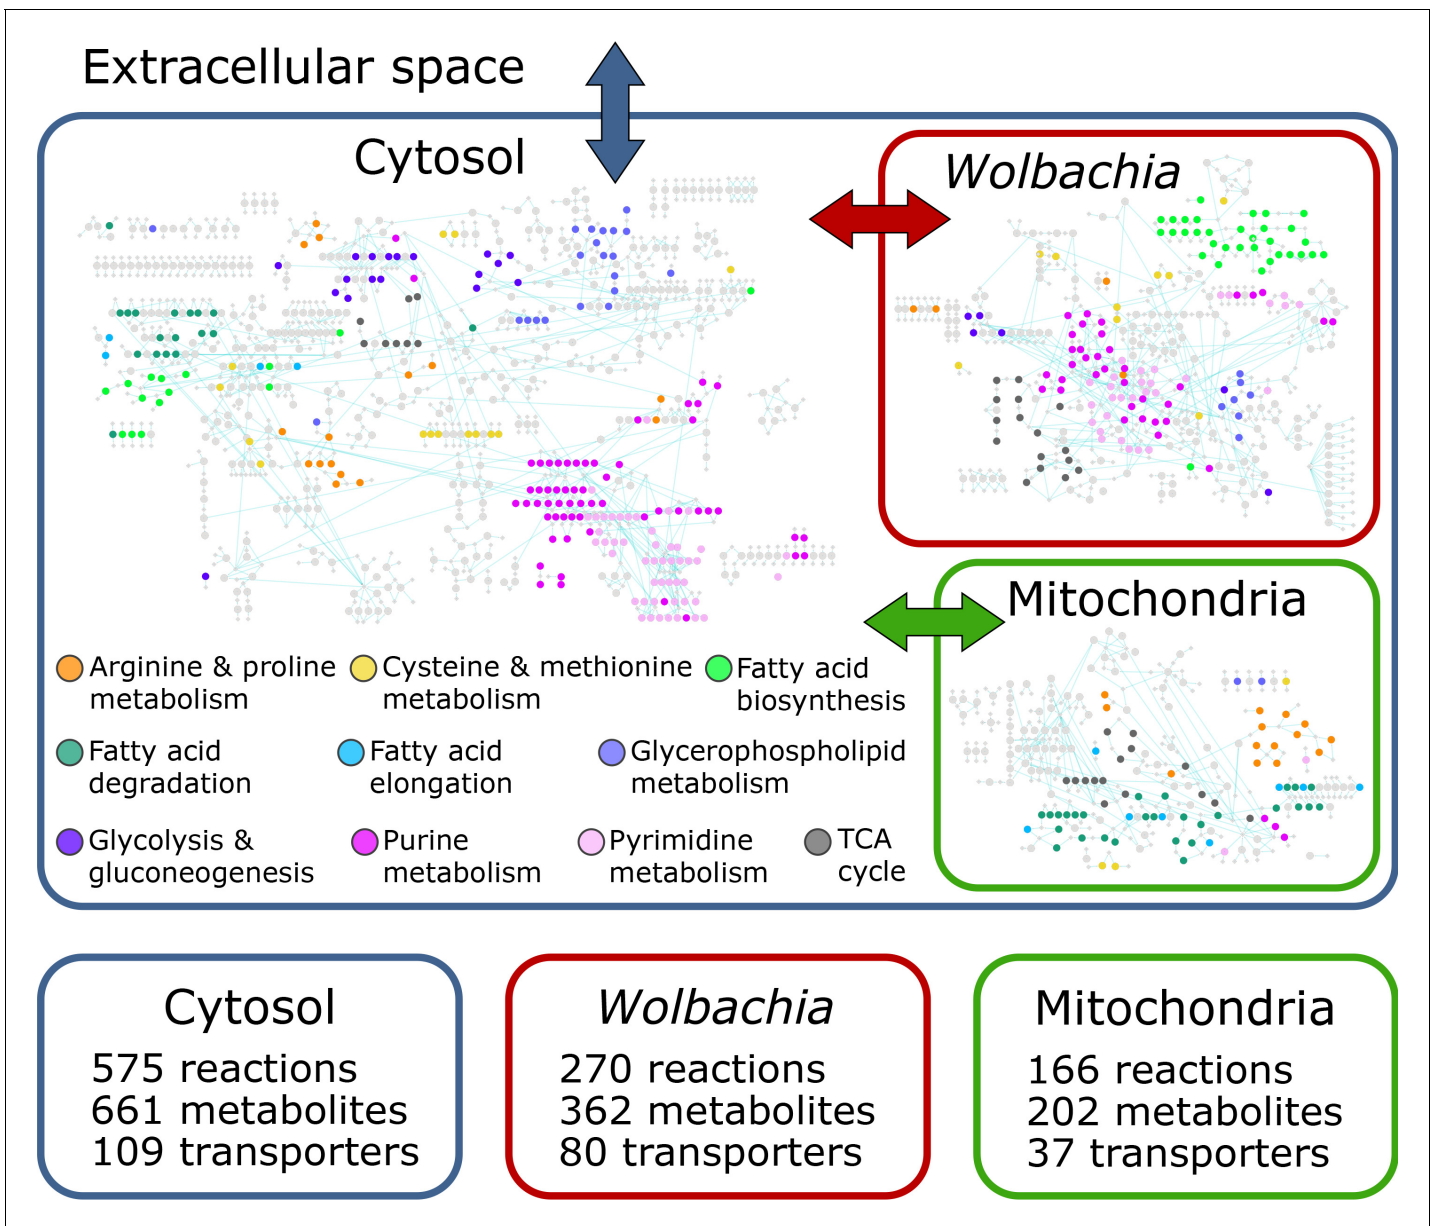 Extracellular space
Cytosol
Wolbachia
Mitochondria
Arginine & proline
metabolism
Cysteine & methionine
metabolism
Fatty acid
biosynthesis
Fatty acid
degradation
Fatty acid
elongation
Glycerophospholipid
metabolism
Glycolysis &
gluconeogenesis
Purine
metabolism
Pyrimidine
metabolism
TCA
cycle
Cytosol
575 reactions
661 metabolites
109 transporters
Wolbachia
270 reactions
362 metabolites
80 transporters
Mitochondria
166 reactions
202 metabolites
37 transporters